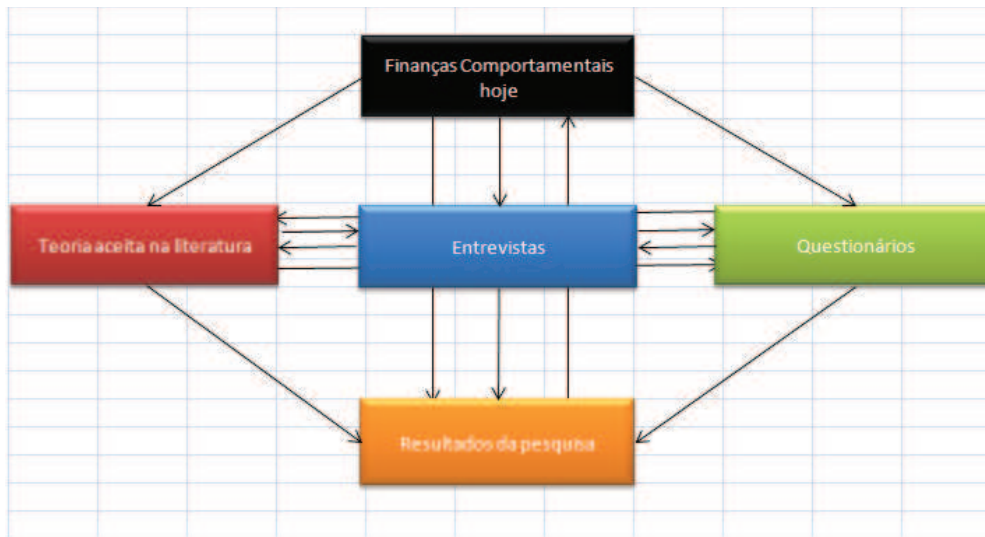 Finanças Comportamentais
hoje
Teoria aceita na literatura
Entrevistas
Questionários
Resultados da pesquisa